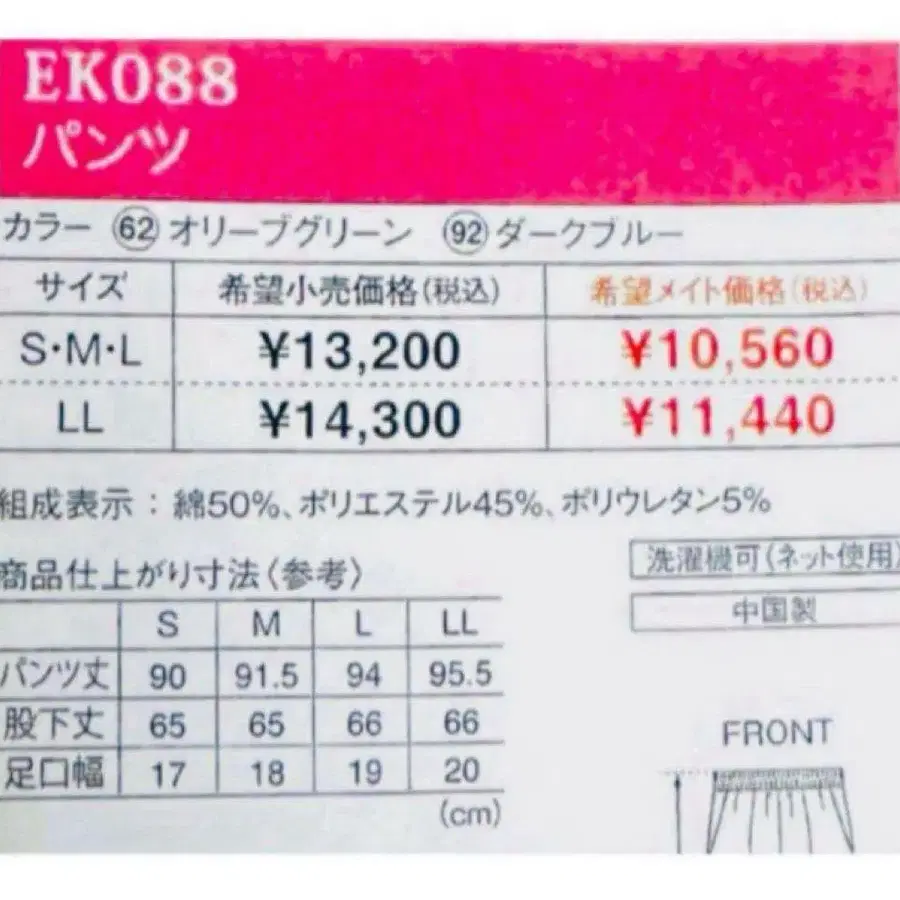 EK088
パンツ
カラー ㊷オリーブグリーン 92ダークブルー
サイズ 希望小売価格(税込) 希望メイト価格(税込)
S・M・L ¥13,200 ¥10,560
LL ¥14,300 ¥11,440
組成表示：綿50%、ポリエステル45%、ポリウレタン5%
商品仕上がり寸法〈参考〉
洗濯機可(ネット使用)
中国製
S M L LL
パンツ丈 90 91.5 94 95.5
股下丈 65 65 66 66
足口幅 17 18 19 20
(cm)
FRONT